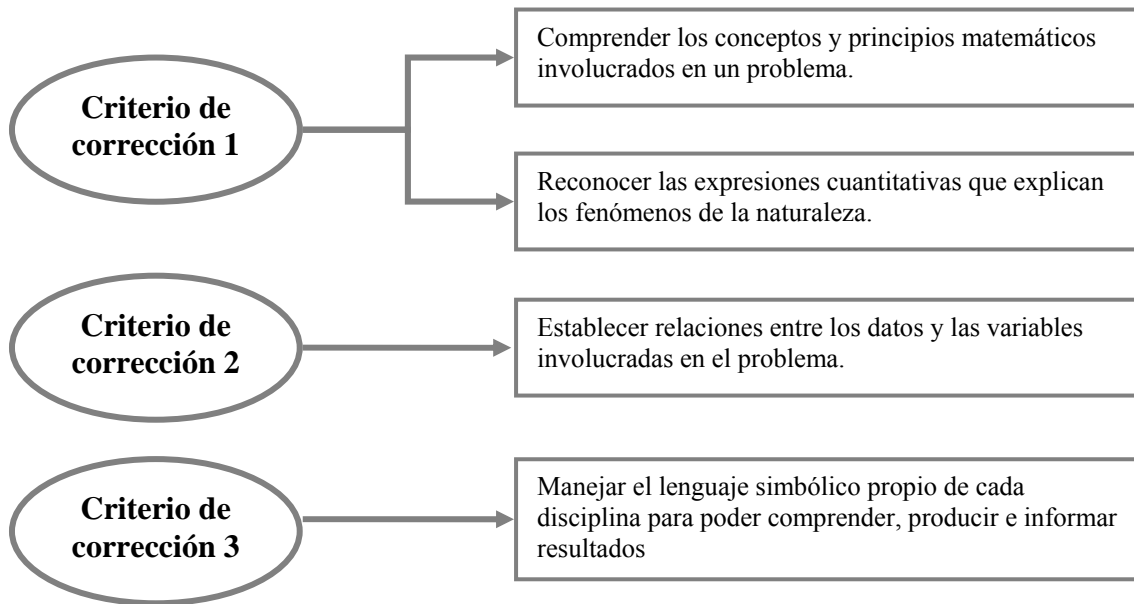 Criterio de
corrección 1
Comprender los conceptos y principios matemáticos
involucrados en un problema.
Reconocer las expresiones cuantitativas que explican
los fenómenos de la naturaleza.
Criterio de
corrección 2
Establecer relaciones entre los datos y las variables
involucradas en el problema.
Criterio de
corrección 3
Manejar el lenguaje simbólico propio de cada
disciplina para poder comprender, producir e informar
resultados